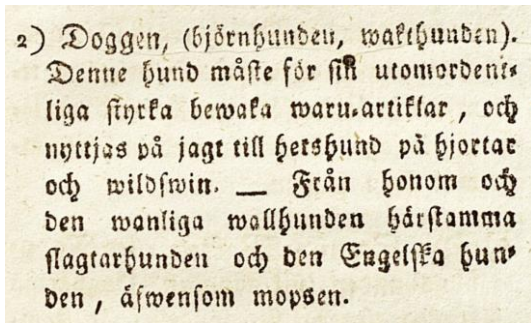 2) Doggen, (björnhunden, wakthunden).
Denne hund måste för sin utomordent-
liga styrka bewaka waru-artiklar, och
nyttjas på jagt till hetshund på hjortar
och wildswin. — Från honom och
den wanliga wallhunden härstamma
slagtarhunden och den Engelska hun-
den, äfwensom mopsen.